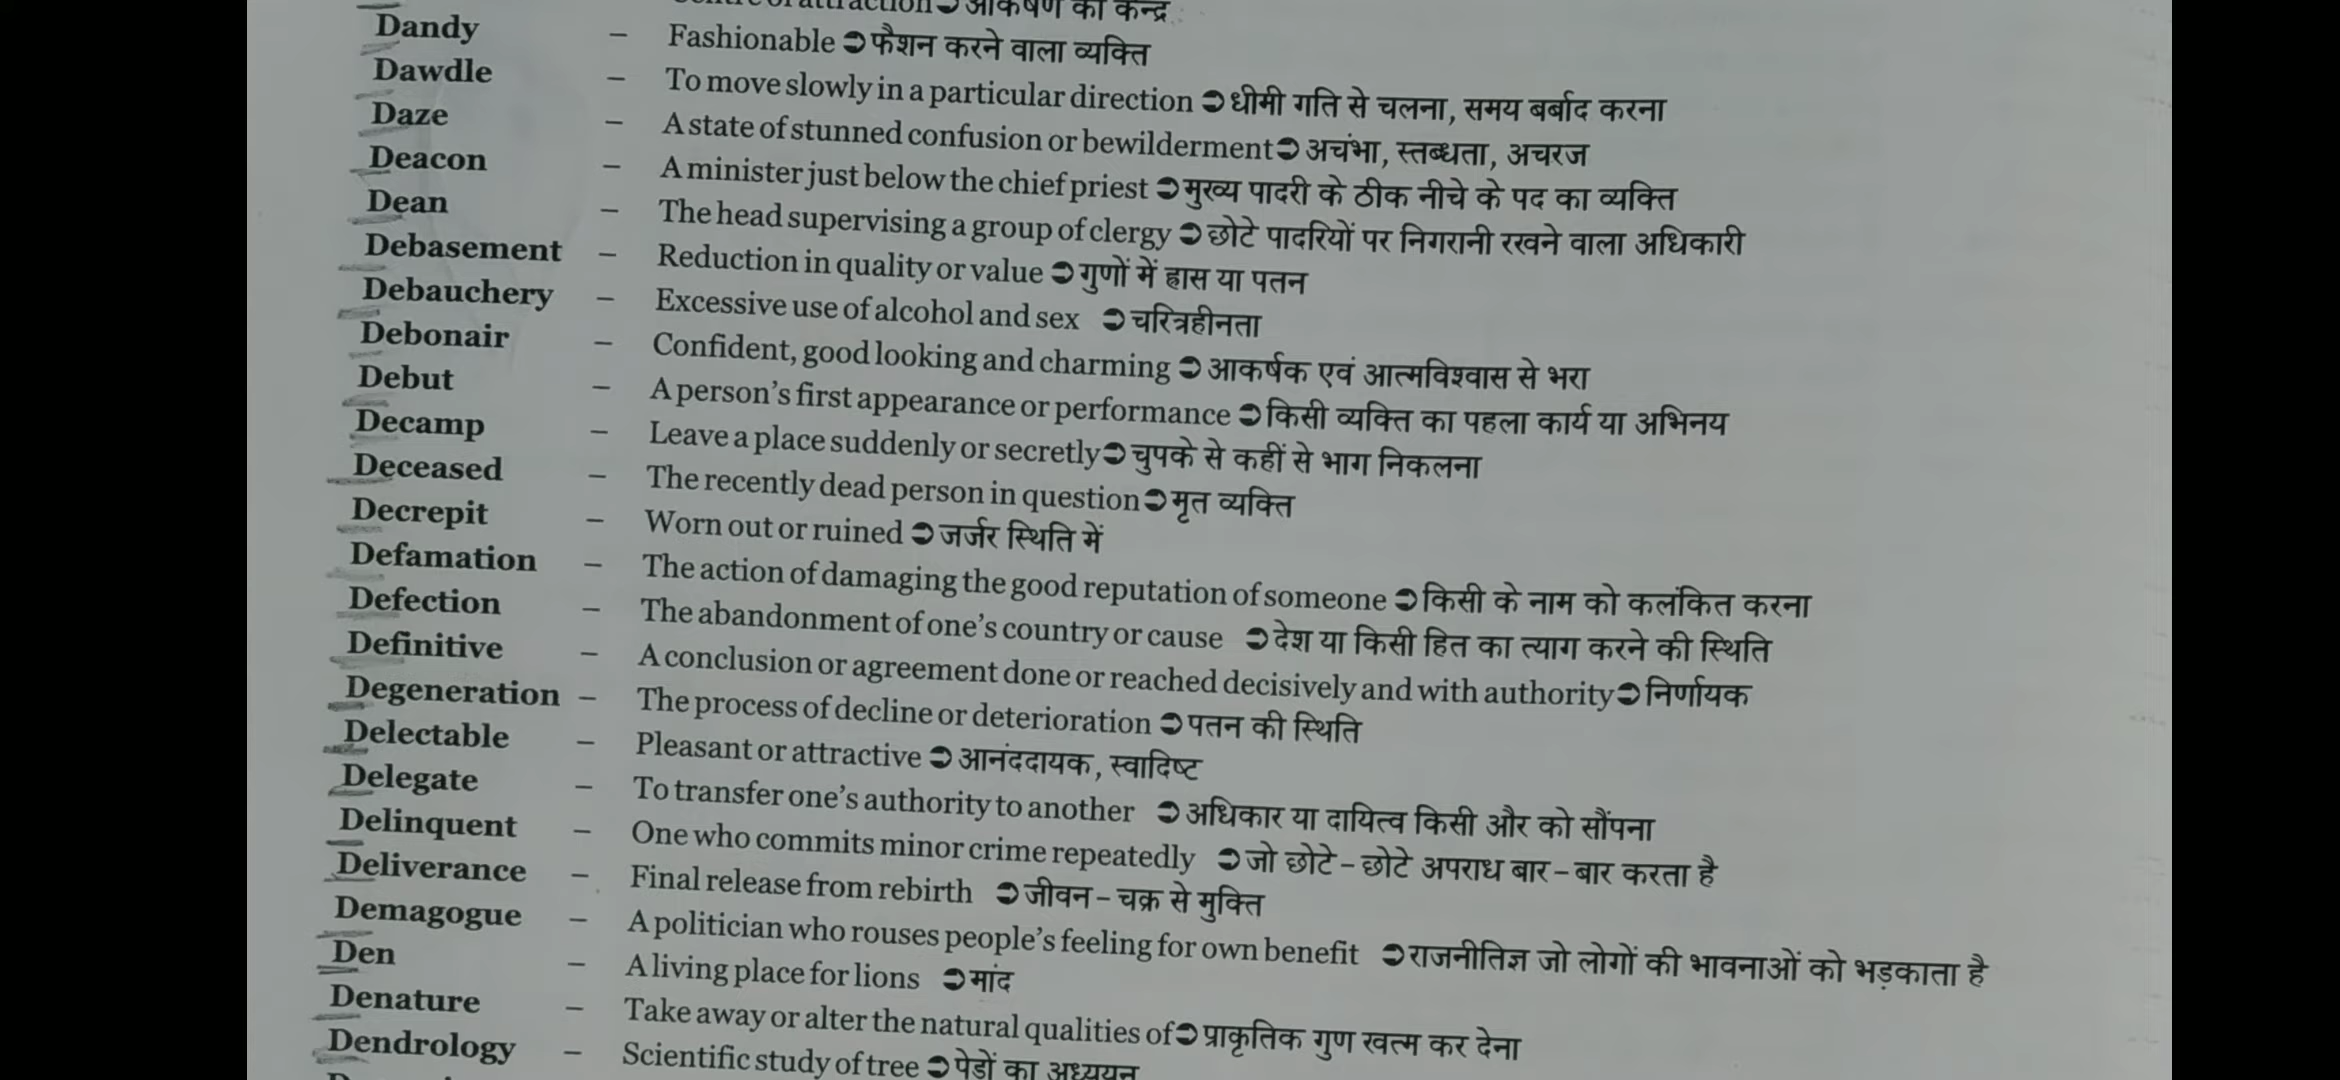 Centre of attraction➲आकर्षण का केन्द्र
Dandy – Fashionable ➲फैशन करने वाला व्यक्ति
Dawdle – To move slowly in a particular direction ➲धीमी गति से चलना, समय बर्बाद करना
Daze – A state of stunned confusion or bewilderment➲अचंभा, स्तब्धता, अचरज
Deacon – A minister just below the chief priest ➲मुख्य पादरी के ठीक नीचे के पद का व्यक्ति
Dean – The head supervising a group of clergy ➲छोटे पादरियों पर निगरानी रखने वाला अधिकारी
Debasement – Reduction in quality or value ➲गुणों में ह्रास या पतन
Debauchery – Excessive use of alcohol and sex ➲चरित्रहीनता
Debonair – Confident, good looking and charming ➲आकर्षक एवं आत्मविश्वास से भरा
Debut – A person's first appearance or performance ➲किसी व्यक्ति का पहला कार्य या अभिनय
Decamp – Leave a place suddenly or secretly➲चुपके से कहीं से भाग निकलना
Deceased – The recently dead person in question➲मृत व्यक्ति
Decrepit – Worn out or ruined ➲जर्जर स्थिति में
Defamation – The action of damaging the good reputation of someone ➲किसी के नाम को कलंकित करना
Defection – The abandonment of one's country or cause ➲देश या किसी हित का त्याग करने की स्थिति
Definitive – A conclusion or agreement done or reached decisively and with authority➲निर्णायक
Degeneration – The process of decline or deterioration ➲पतन की स्थिति
Delectable – Pleasant or attractive ➲आनंददायक, स्वादिष्ट
Delegate – To transfer one's authority to another ➲अधिकार या दायित्व किसी और को सौंपना
Delinquent – One who commits minor crime repeatedly ➲जो छोटे – छोटे अपराध बार – बार करता है
Deliverance – Final release from rebirth ➲जीवन – चक्र से मुक्ति
Demagogue – A politician who rouses people's feeling for own benefit ➲राजनीतिज्ञ जो लोगों की भावनाओं को भड़काता है
Den – A living place for lions ➲मांद
Denature – Take away or alter the natural qualities of➲प्राकृतिक गुण खत्म कर देना
Dendrology – Scientific study of tree ➲पेडों का अध्ययन